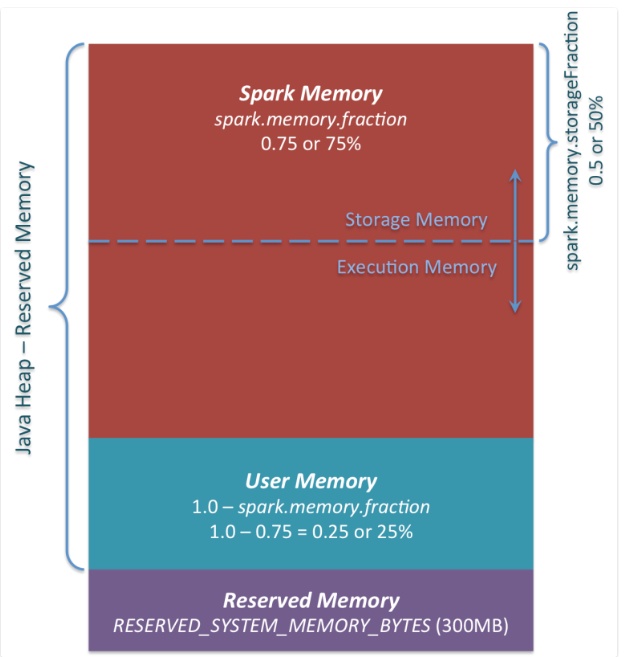 Spark Memory
spark.memory.fraction
0.75 or 75%
Storage Memory
Execution Memory
User Memory
1.0 – spark.memory.fraction
1.0 – 0.75 = 0.25 or 25%
Reserved Memory
RESERVED_SYSTEM_MEMORY_BYTES (300MB)
Java Heap – Reserved Memory
spark.memory.storageFraction
0.5 or 50%